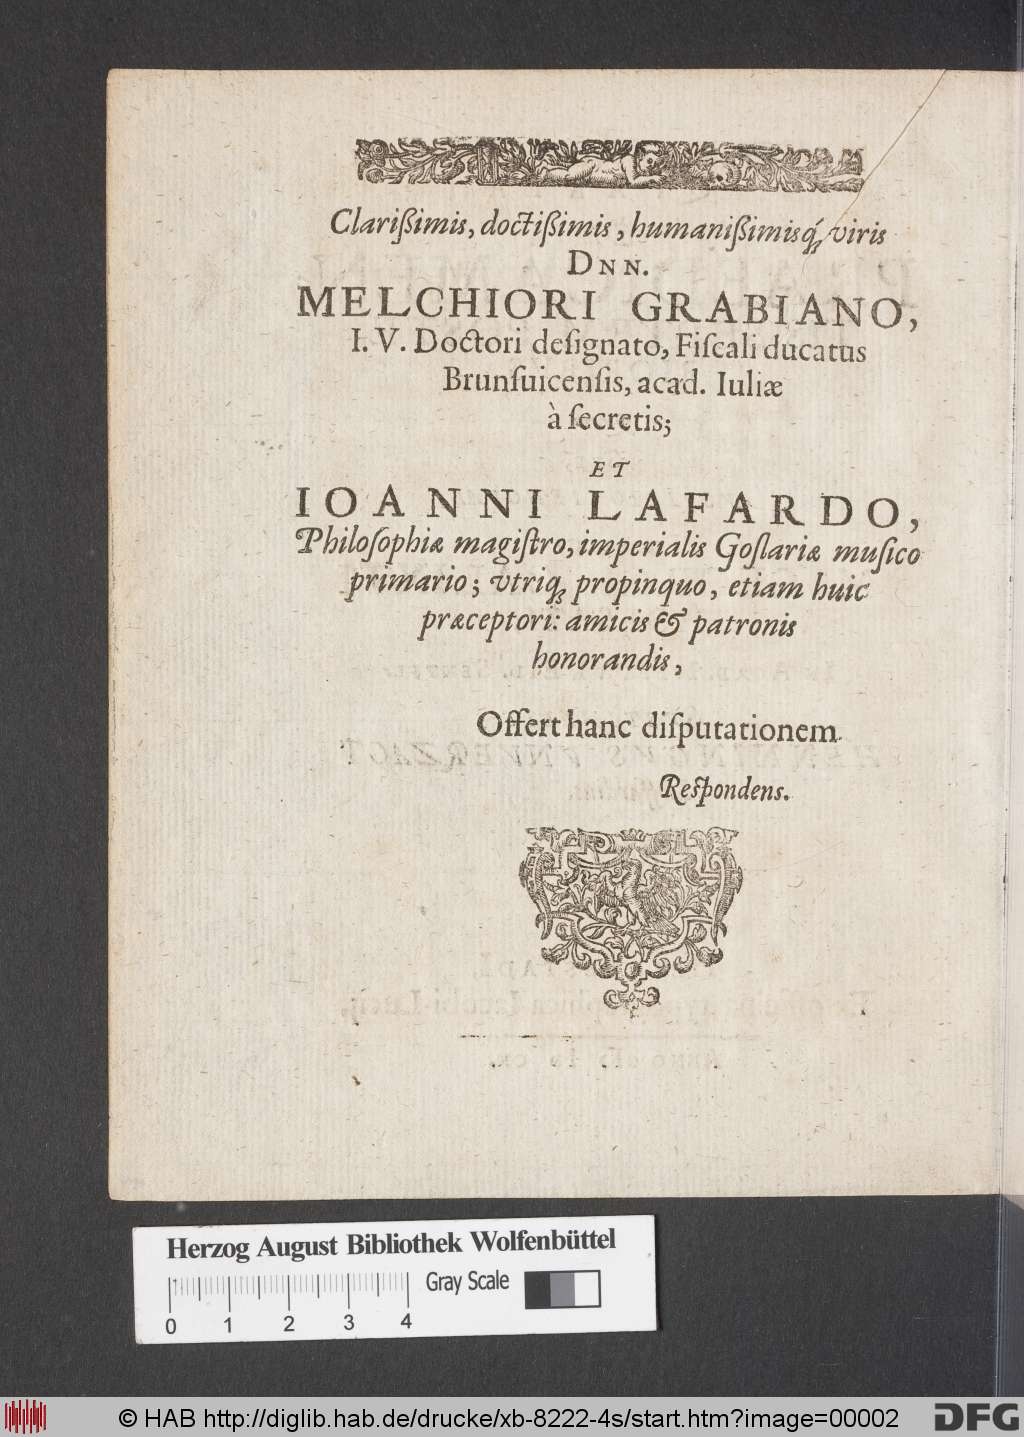 Clarißimis, doctißimis, humanißimisq́ꝫ viris
DNN.
MELCHIORI GRABIANO,
I. V. Doctori deſignato, Fiſcali ducatus
Brunſuicenſis, acad. Iuliæ
à ſecretis;
ET
IOANNI LAFARDO,
Philoſophiæ magiſtro, imperialis Goſlariæ muſico
primario; vtriqꝫ propinquo, etiam huic
præceptori: amicis & patronis
honorandis,
Offert hanc diſputationem
Reſpondens.
Herzog August Bibliothek Wolfenbüttel
Gray Scale
0 1 2 3 4
© HAB http://diglib.hab.de/drucke/xb-8222-4s/start.htm?image=00002
DFG